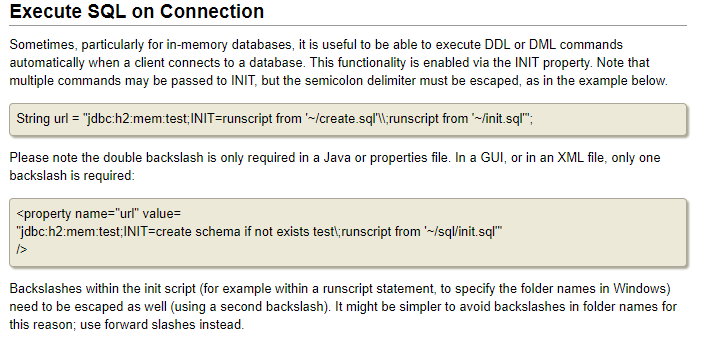 Execute SQL on Connection
Sometimes, particularly for in-memory databases, it is useful to be able to execute DDL or DML commands
automatically when a client connects to a database. This functionality is enabled via the INIT property. Note that
multiple commands may be passed to INIT, but the semicolon delimiter must be escaped, as in the example below.
String url = "jdbc:h2:mem:test;INIT=runscript from '~/create.sql'\\;runscript from '~/init.sql'";
Please note the double backslash is only required in a Java or properties file. In a GUI, or in an XML file, only one
backslash is required:
<property name="url" value=
"jdbc:h2:mem:test;INIT=create schema if not exists test\;runscript from '~/sql/init.sql'"
/>
Backslashes within the init script (for example within a runscript statement, to specify the folder names in Windows)
need to be escaped as well (using a second backslash). It might be simpler to avoid backslashes in folder names for
this reason; use forward slashes instead.